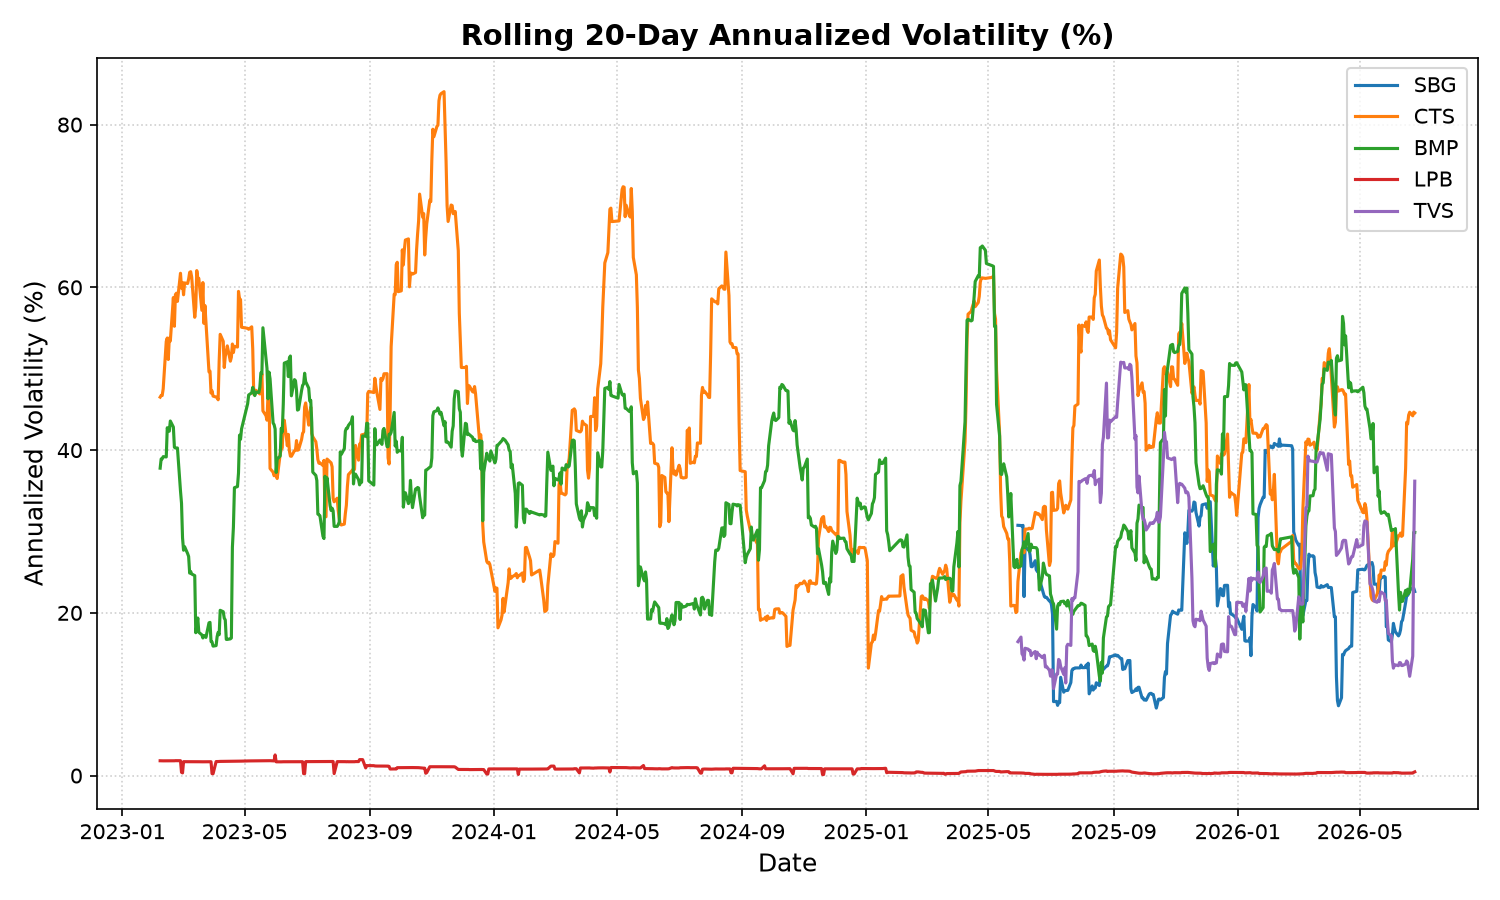 Rolling 20-Day Annualized Volatility (%)
SBG
CTS
BMP
LPB
TVS
Annualized Volatility (%)
80
60
40
20
0
2023-01 2023-05 2023-09 2024-01 2024-05 2024-09 2025-01 2025-05 2025-09 2026-01 2026-05
Date